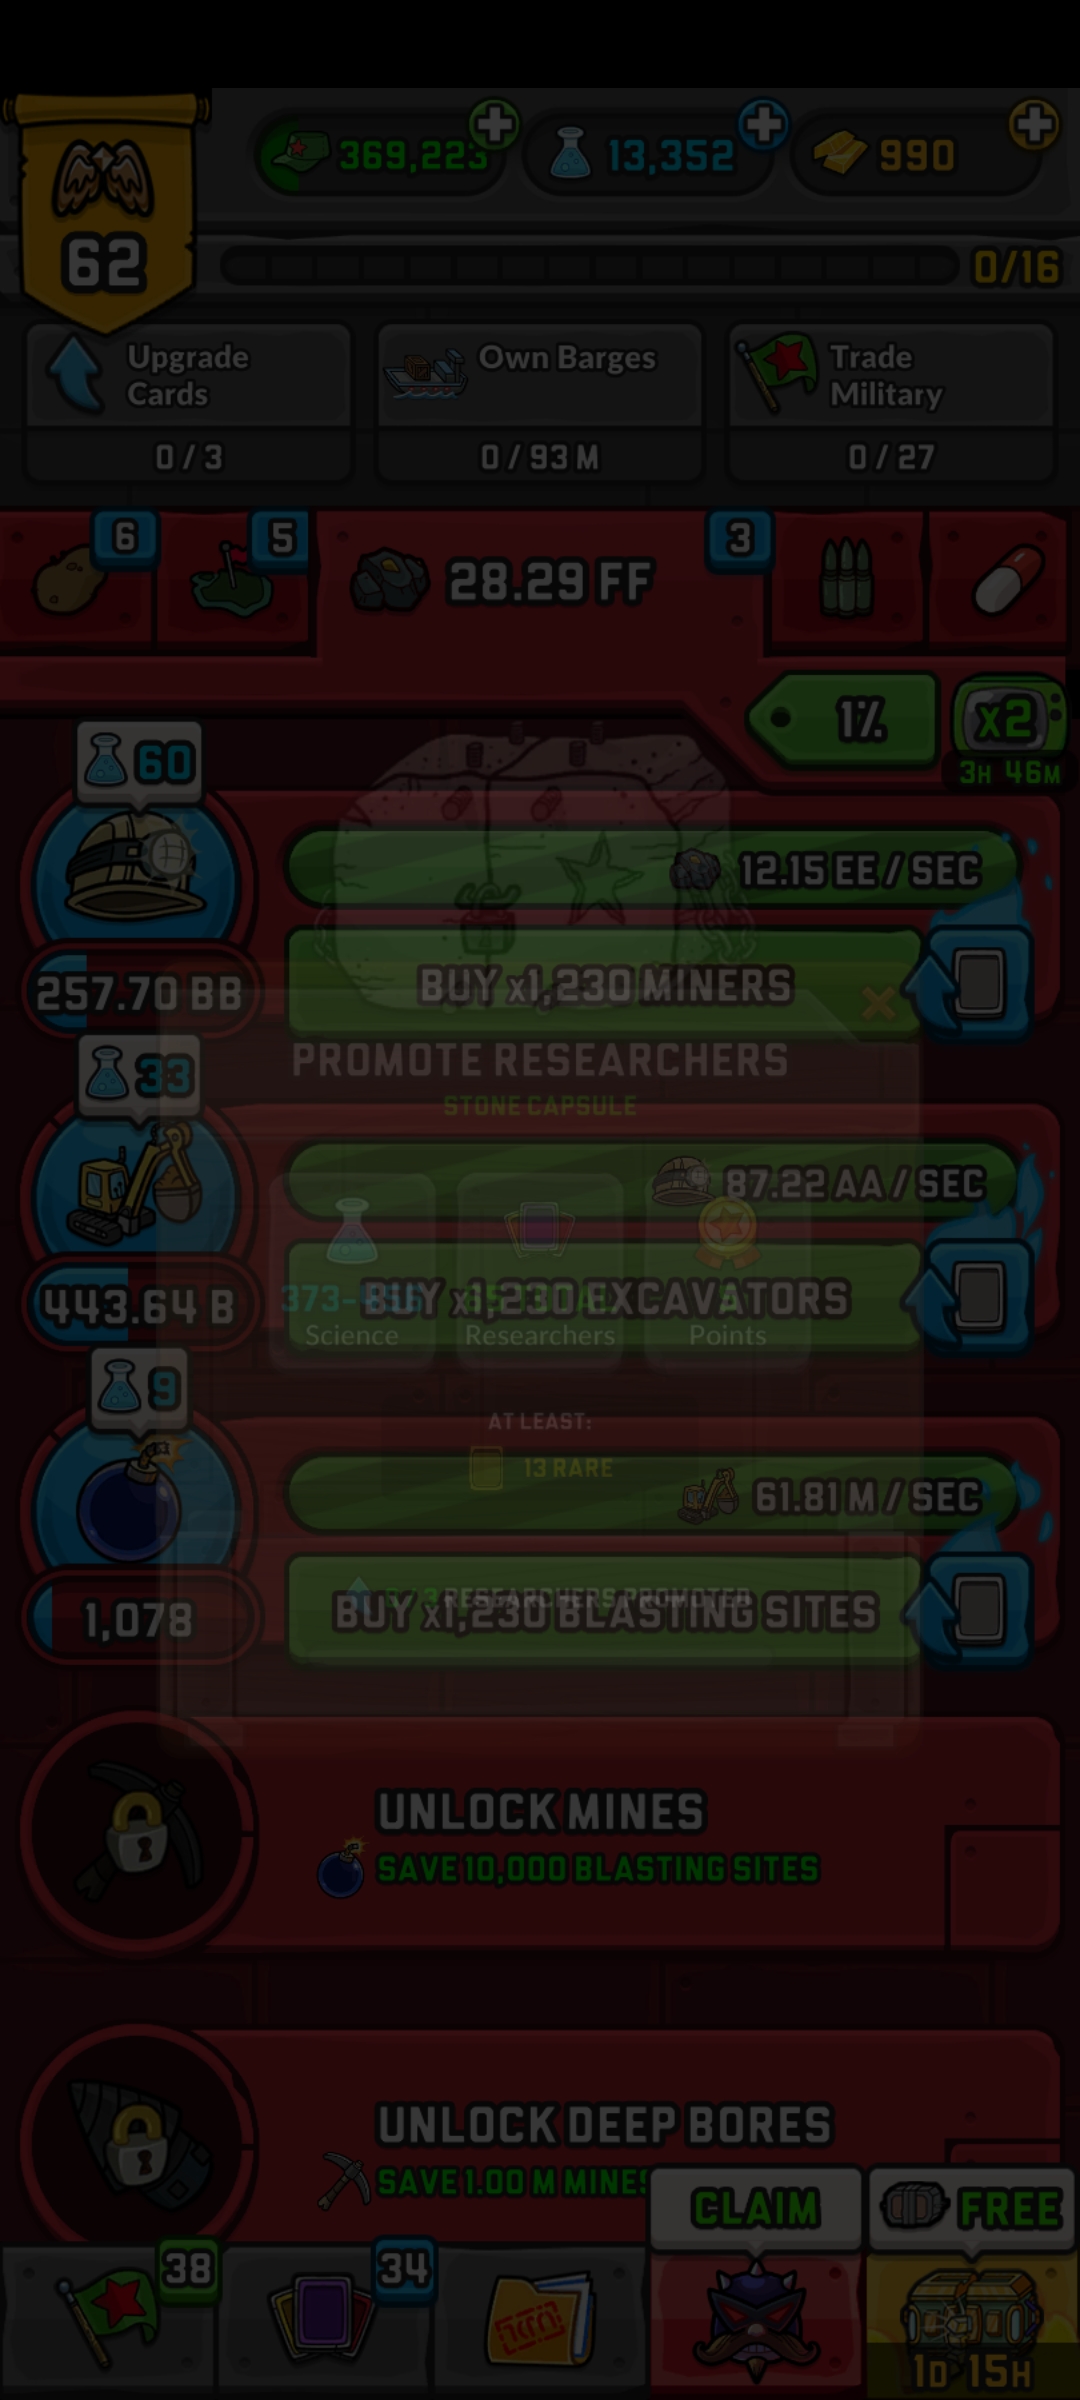 369,223
13,352
990
62
0/16
Upgrade Cards
0 / 3
Own Barges
0 / 93 M
Trade Military
0 / 27
6
5
28.29 FF
3
1%
x2
3H 46M
60
12.15 EE / SEC
257.70 BB
BUY x1,230 MINERS
33
PROMOTE RESEARCHERS
STONE CAPSULE
87.22 AA / SEC
443.64 B
BUY x1,230 EXCAVATORS
Science
Researchers
Points
9
AT LEAST:
13 RARE
61.81 M / SEC
RESEARCHERS PROMOTED
1,078
BUY x1,230 BLASTING SITES
UNLOCK MINES
SAVE 10,000 BLASTING SITES
UNLOCK DEEP BORES
SAVE 1.00 M MINES
CLAIM
FREE
38
34
1D 15H